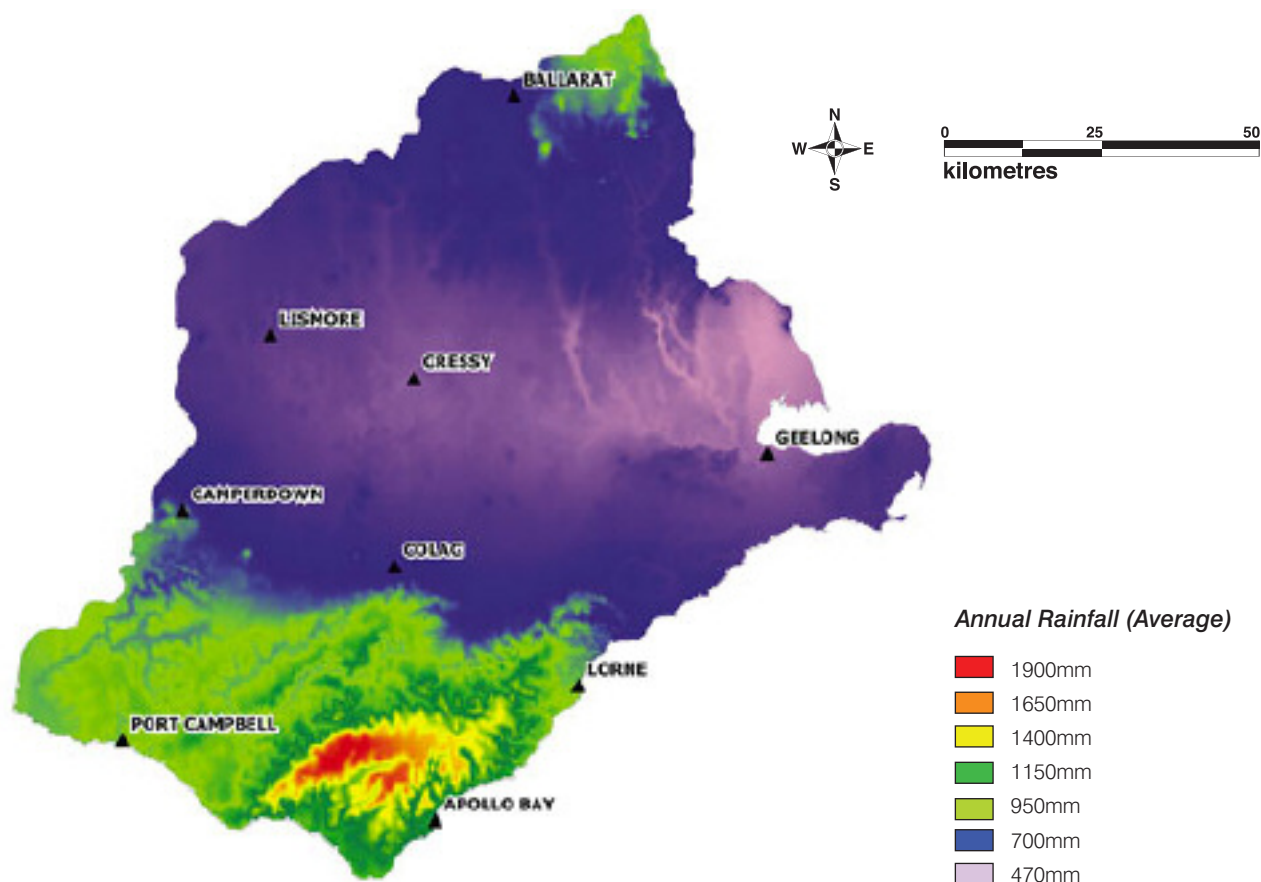 BALLARAT
N
W E
S
0 25 50
kilometres
LISMORE
CRESSY
GEELONG
CAMPERDOWN
COLAC
LORNE
PORT CAMPBELL
APOLLO BAY
Annual Rainfall (Average)
1900mm
1650mm
1400mm
1150mm
950mm
700mm
470mm